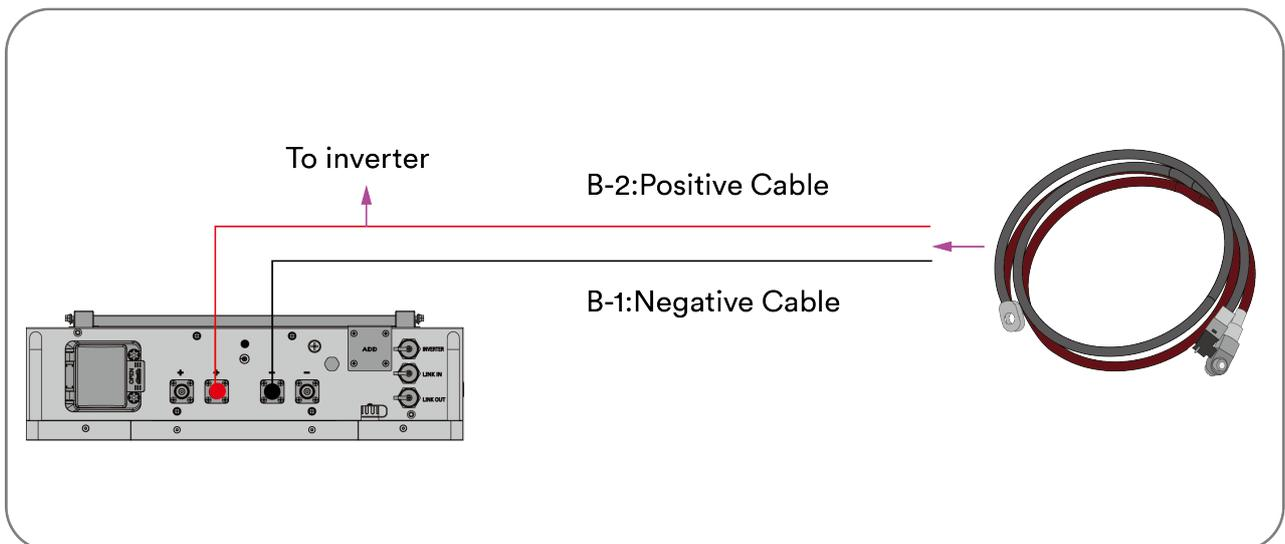 To inverter
B-2:Positive Cable
B-1:Negative Cable
ADD
INVERTER
LINK IN
LINK OUT
+ + - -